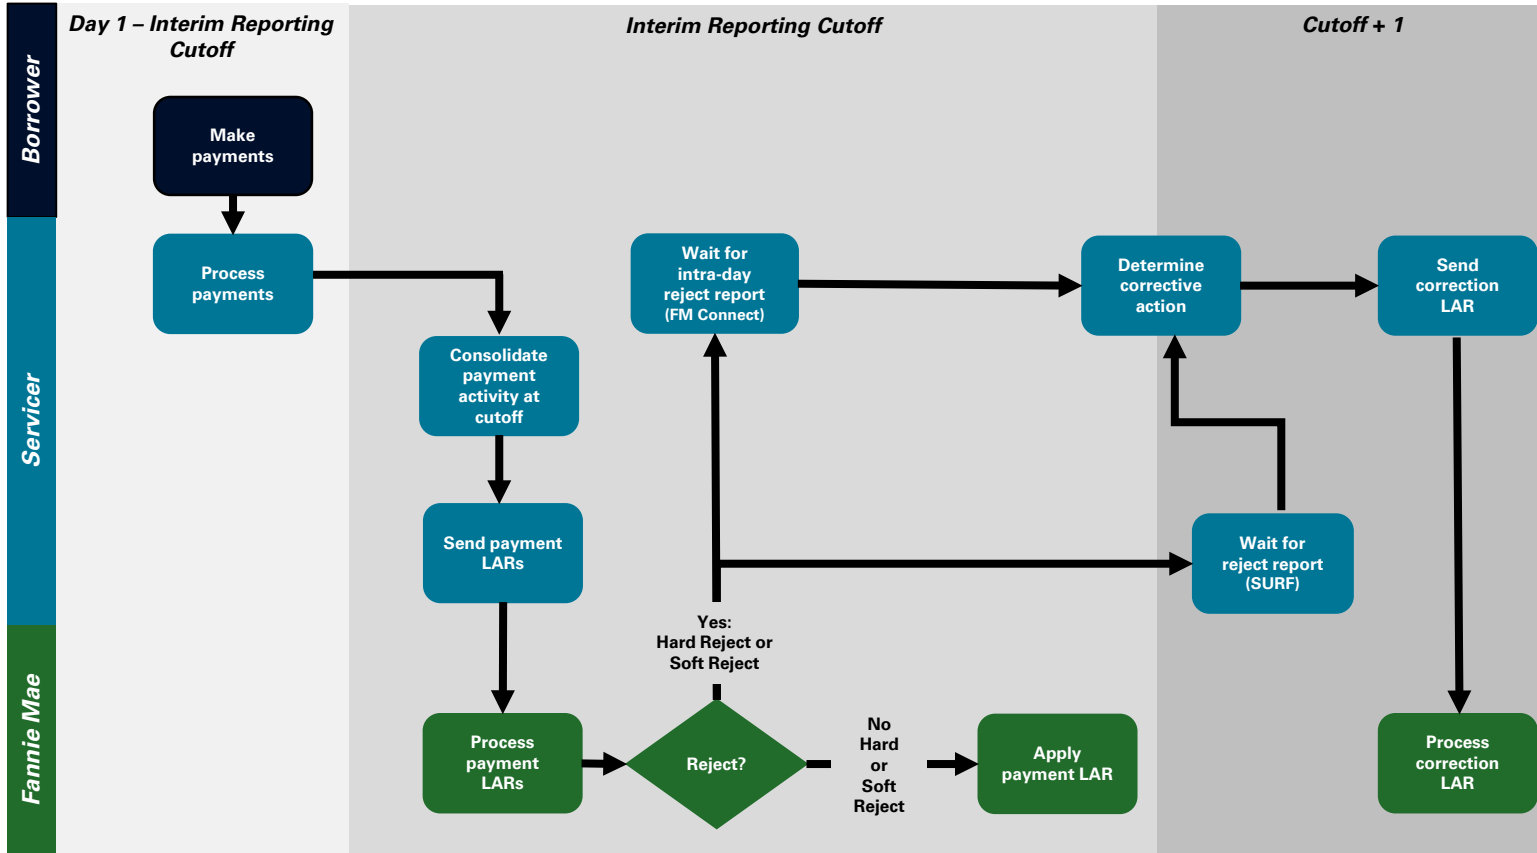 Day 1 – Interim Reporting
Cutoff
Interim Reporting Cutoff
Cutoff + 1
Borrower
Make
payments
Servicer
Process
payments
Consolidate
payment
activity at
cutoff
Send payment
LARs
Wait for
intra-day
reject report
(FM Connect)
Determine
corrective
action
Send
correction
LAR
Wait for
reject report
(SURF)
Yes:
Hard Reject or
Soft Reject
Fannie Mae
Process
payment
LARs
Reject?
No
Hard
or
Soft
Reject
Apply
payment LAR
Process
correction
LAR